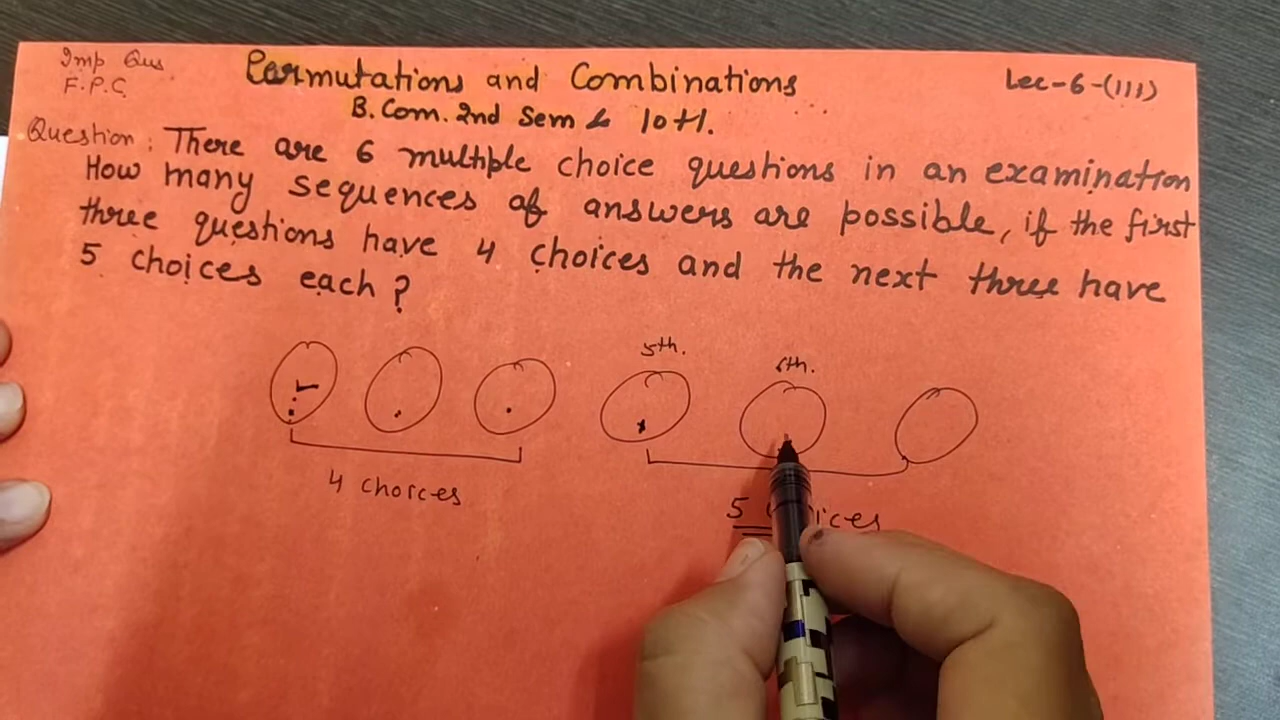 Imp Qus
F.P.C.
Permutations and Combinations
Lec-6-(111)
B.Com. 2nd Sem & 10+1.
Question: There are 6 multiple choice questions in an examination
How many sequences of answers are possible, if the first
three questions have 4 choices and the next three have
5 choices each?
5th.
6th.
4 choices
5